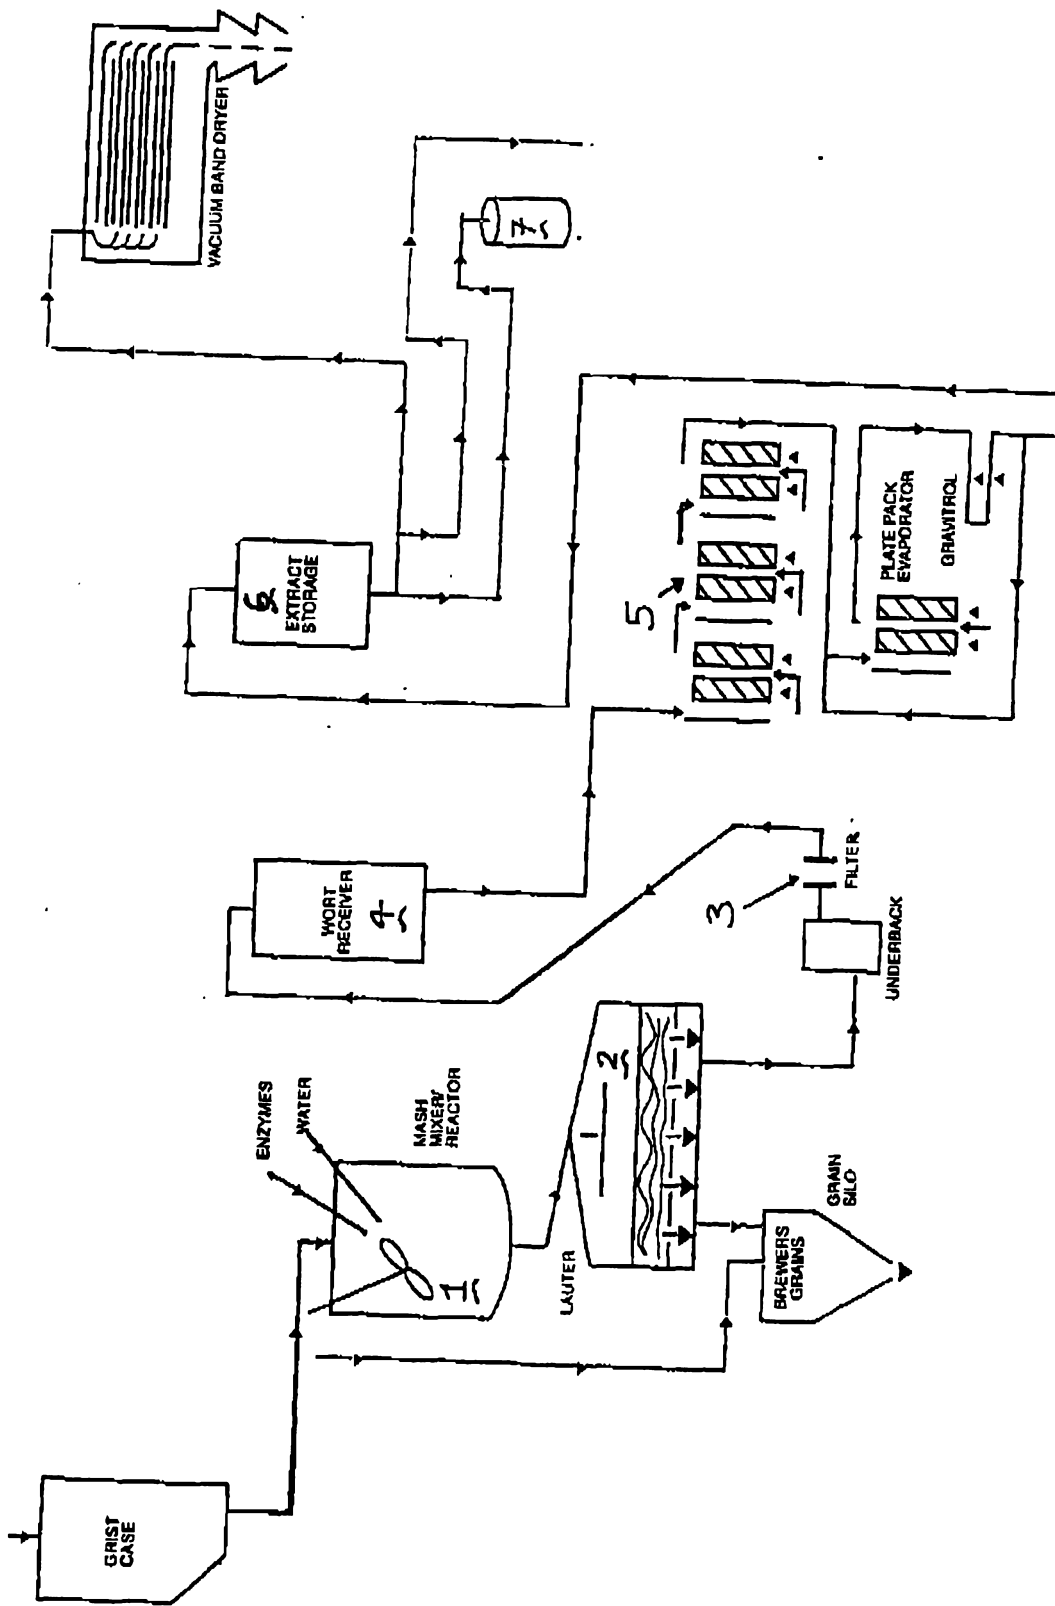 GRIST
CASE
ENZYMES
WATER
1
MASH
MIXER/
REACTOR
LAUTER
2
BREWERS
GRAINS
GRAIN
SILO
UNDERBACK
3
FILTER
WORT
RECEIVER
4
5
PLATE PACK
EVAPORATOR
GRAVITROL
6
EXTRACT
STORAGE
7
VACUUM BAND DRYER